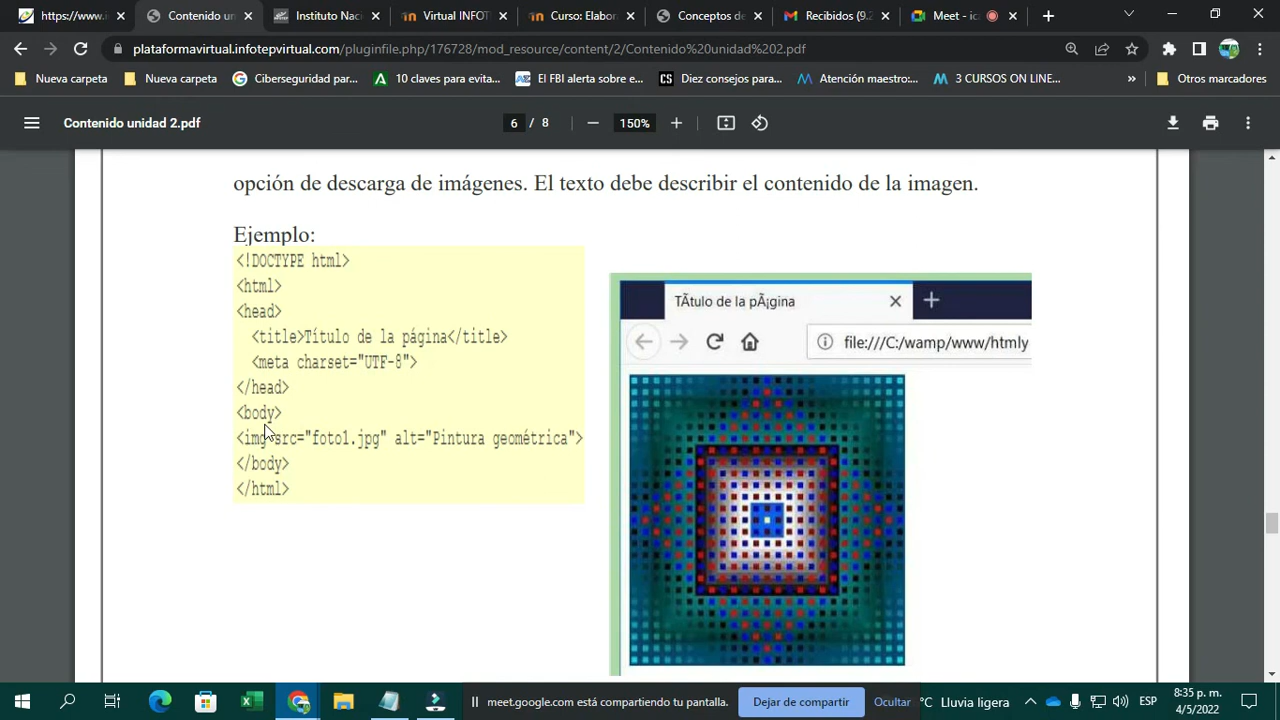 https://www.i
Contenido un
Instituto Nac
Virtual INFOT
Curso: Elabor
Conceptos de
Recibidos (9.2
Meet - ic
plataformavirtual.infotepvirtual.com/pluginfile.php/176728/mod_resource/content/2/Contenido%20unidad%202.pdf
Nueva carpeta
Nueva carpeta
Ciberseguridad par...
10 claves para evita...
El FBI alerta sobre e...
CS Diez consejos para...
Atención maestro:...
3 CURSOS ON LINE...
»
Otros marcadores
Contenido unidad 2.pdf
6 / 8
150%
opción de descarga de imágenes. El texto debe describir el contenido de la imagen.
Ejemplo:
<!DOCTYPE html>
<html>
<head>
<title>Título de la página</title>
<meta charset="UTF-8">
</head>
<body>
<img src="foto1.jpg" alt="Pintura geométrica">
</body>
</html>
TÃtulo de la pÃ¡gina
file:///C:/wamp/www/htmly
meet.google.com está compartiendo tu pantalla.
Dejar de compartir
Ocultar
°C Lluvia ligera
ESP
8:35 p. m.
4/5/2022